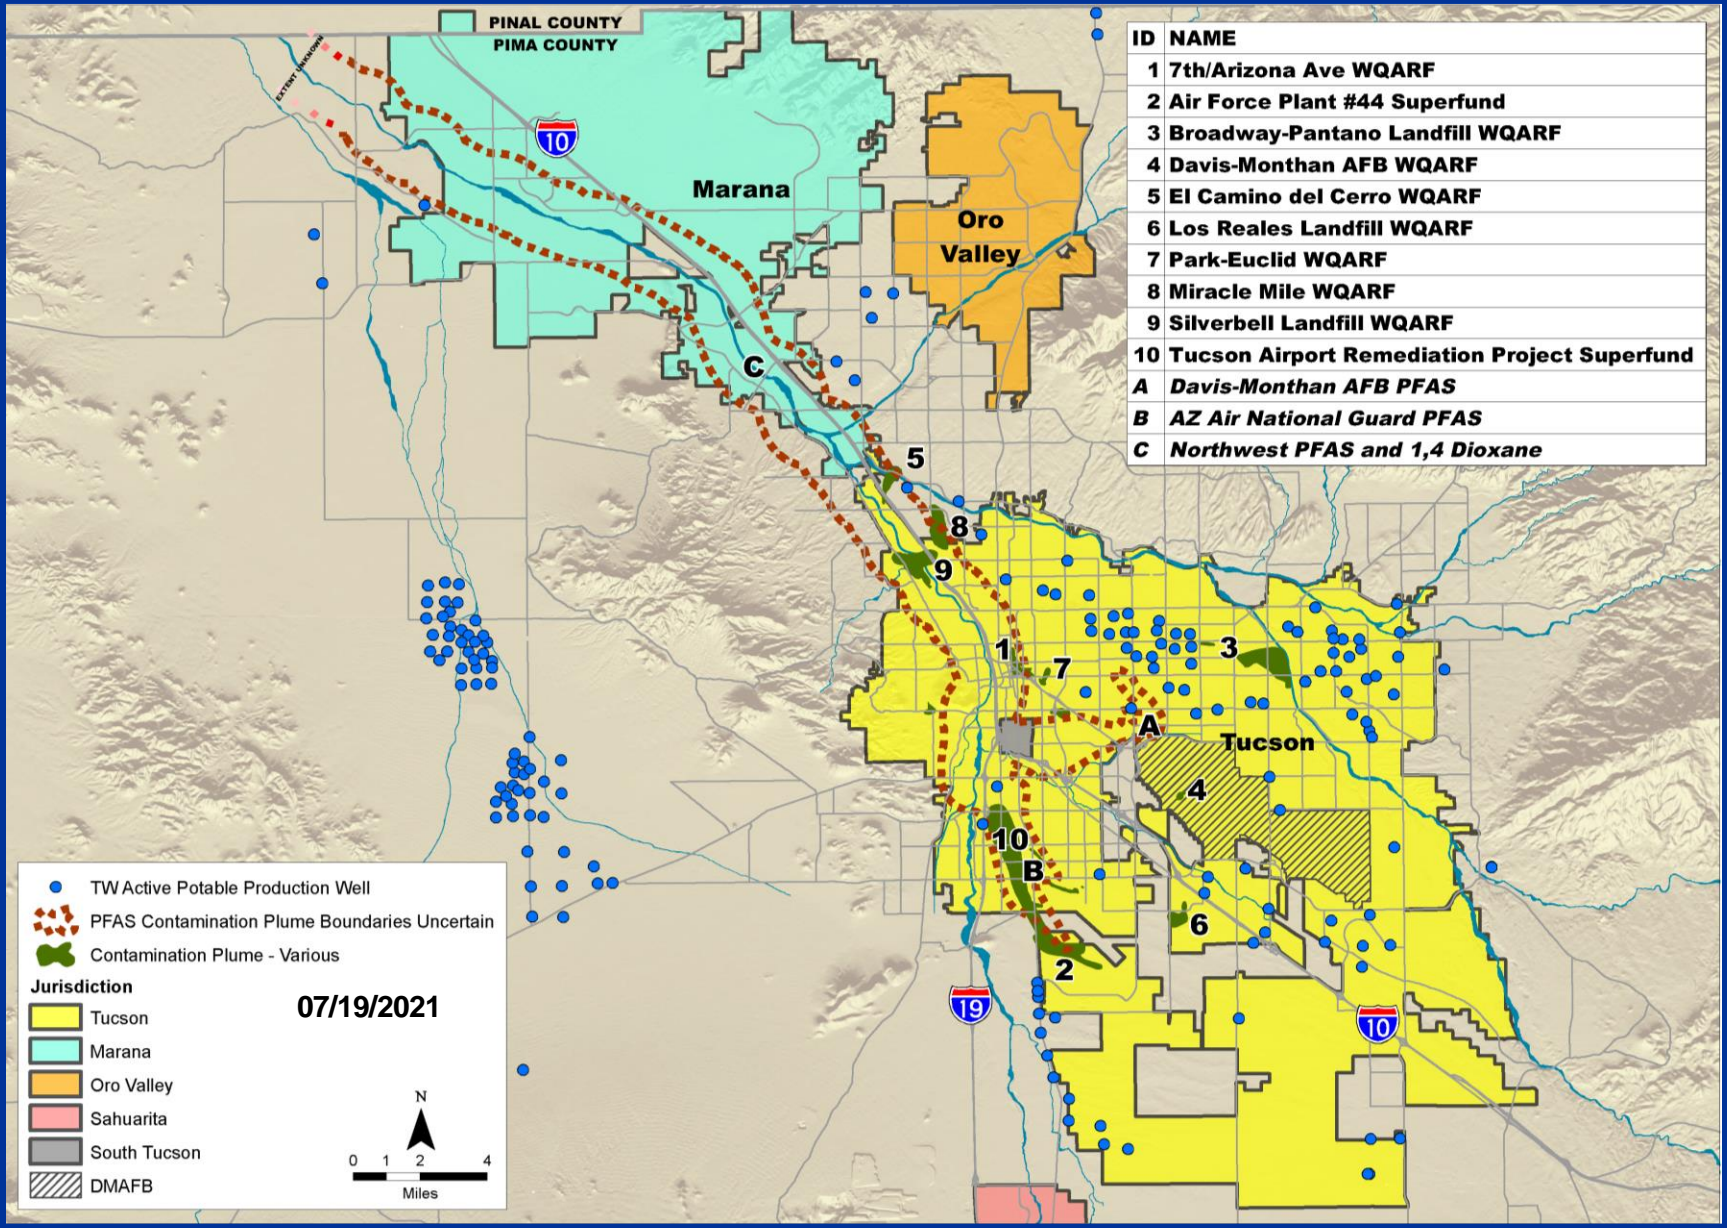 PINAL COUNTY
PIMA COUNTY
EXTENT UNKNOWN
10
Marana
Oro
Valley
C
5
8
9
1
7
3
A
Tucson
4
10
B
6
2
19
10
ID NAME
1 7th/Arizona Ave WQARF
2 Air Force Plant #44 Superfund
3 Broadway-Pantano Landfill WQARF
4 Davis-Monthan AFB WQARF
5 El Camino del Cerro WQARF
6 Los Reales Landfill WQARF
7 Park-Euclid WQARF
8 Miracle Mile WQARF
9 Silverbell Landfill WQARF
10 Tucson Airport Remediation Project Superfund
A Davis-Monthan AFB PFAS
B AZ Air National Guard PFAS
C Northwest PFAS and 1,4 Dioxane
TW Active Potable Production Well
PFAS Contamination Plume Boundaries Uncertain
Contamination Plume - Various
Jurisdiction
Tucson
Marana
Oro Valley
Sahuarita
South Tucson
DMAFB
07/19/2021
N
0 1 2 4
Miles